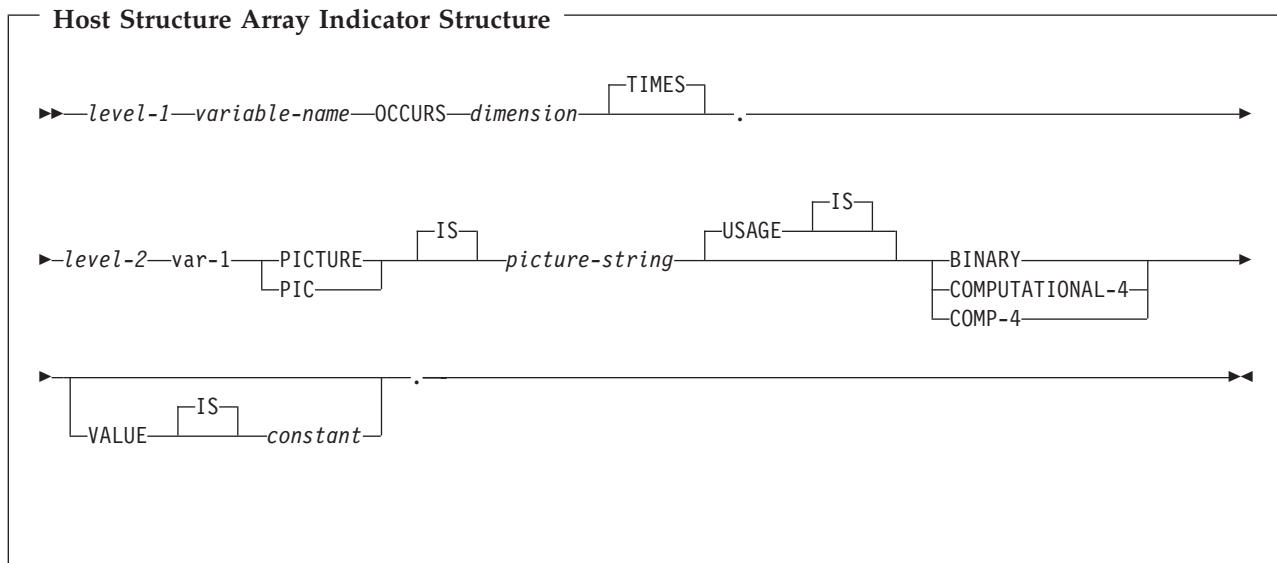 Host Structure Array Indicator Structure
TIMES
level-1 variable-name OCCURS dimension .
IS
IS USAGE
level-2 var-1 PICTURE picture-string BINARY
PIC COMPUTATIONAL-4
COMP-4
.
IS
VALUE constant